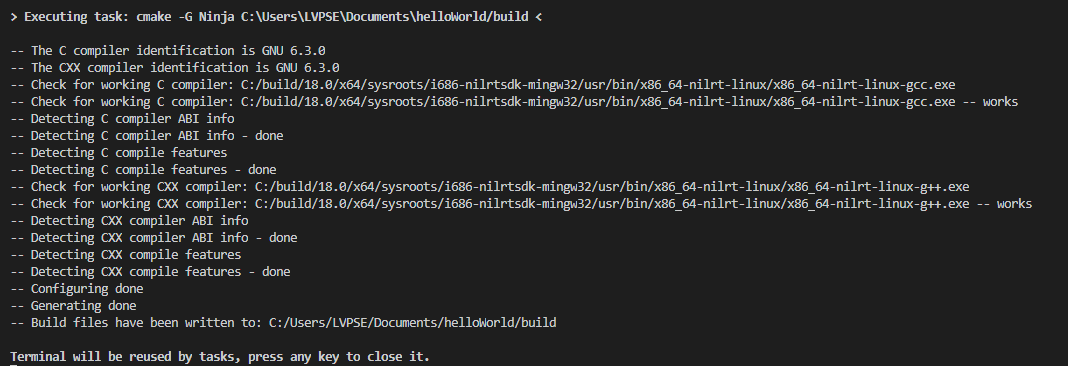 > Executing task: cmake -G Ninja C:\Users\LVPSE\Documents\helloWorld/build <
-- The C compiler identification is GNU 6.3.0
-- The CXX compiler identification is GNU 6.3.0
-- Check for working C compiler: C:/build/18.0/x64/sysroots/i686-nilrtsdk-mingw32/usr/bin/x86_64-nilrt-linux/x86_64-nilrt-linux-gcc.exe
-- Check for working C compiler: C:/build/18.0/x64/sysroots/i686-nilrtsdk-mingw32/usr/bin/x86_64-nilrt-linux/x86_64-nilrt-linux-gcc.exe -- works
-- Detecting C compiler ABI info
-- Detecting C compiler ABI info - done
-- Detecting C compile features
-- Detecting C compile features - done
-- Check for working CXX compiler: C:/build/18.0/x64/sysroots/i686-nilrtsdk-mingw32/usr/bin/x86_64-nilrt-linux/x86_64-nilrt-linux-g++.exe
-- Check for working CXX compiler: C:/build/18.0/x64/sysroots/i686-nilrtsdk-mingw32/usr/bin/x86_64-nilrt-linux/x86_64-nilrt-linux-g++.exe -- works
-- Detecting CXX compiler ABI info
-- Detecting CXX compiler ABI info - done
-- Detecting CXX compile features
-- Detecting CXX compile features - done
-- Configuring done
-- Generating done
-- Build files have been written to: C:/Users/LVPSE/Documents/helloWorld/build
Terminal will be reused by tasks, press any key to close it.